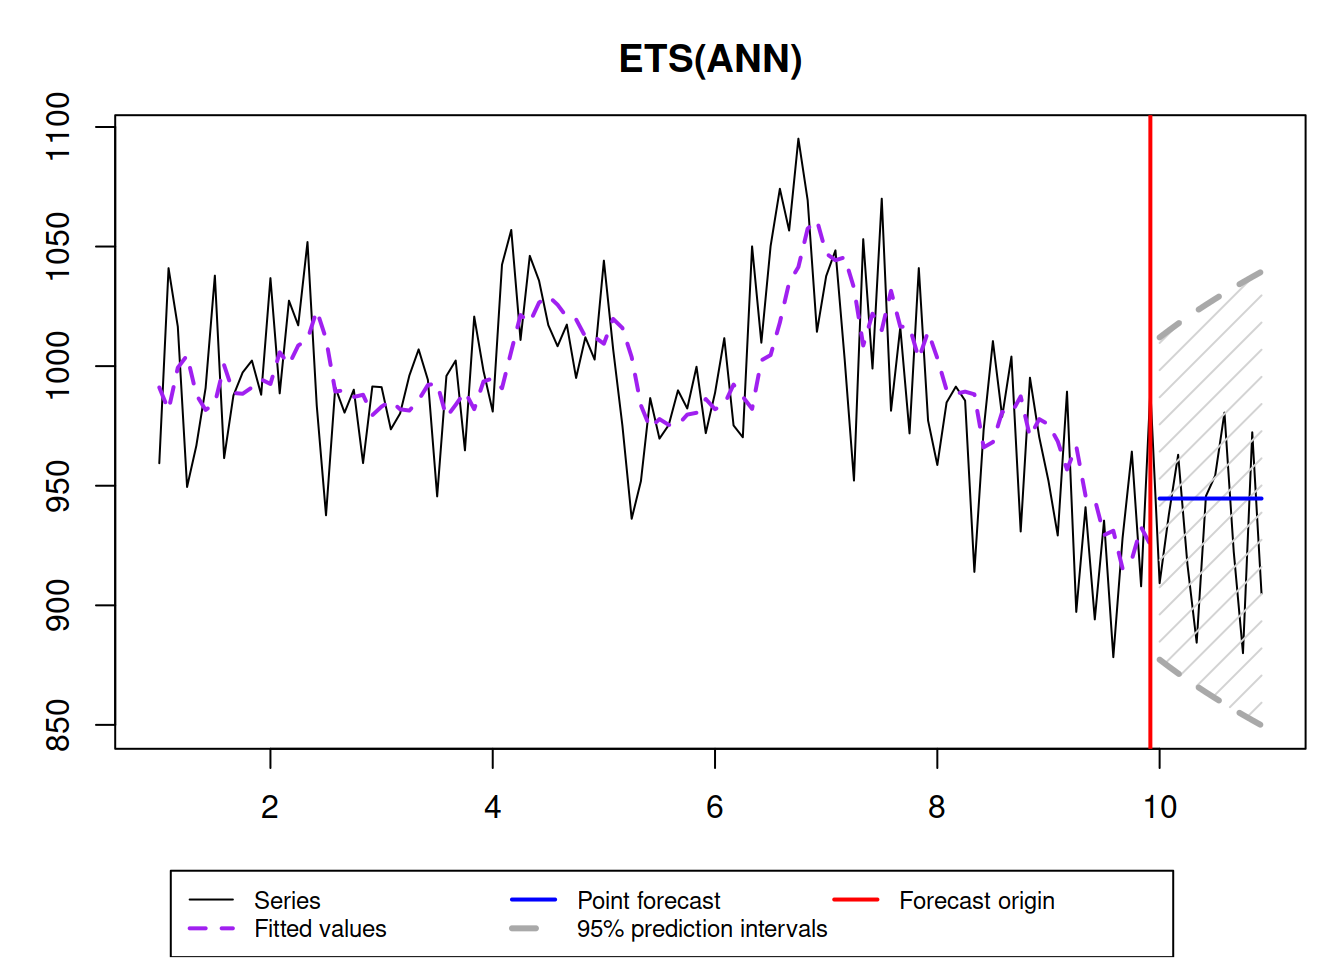 ETS(ANN)
1100
1050
1000
950
900
850
2 4 6 8 10
Series Point forecast Forecast origin
Fitted values 95% prediction intervals